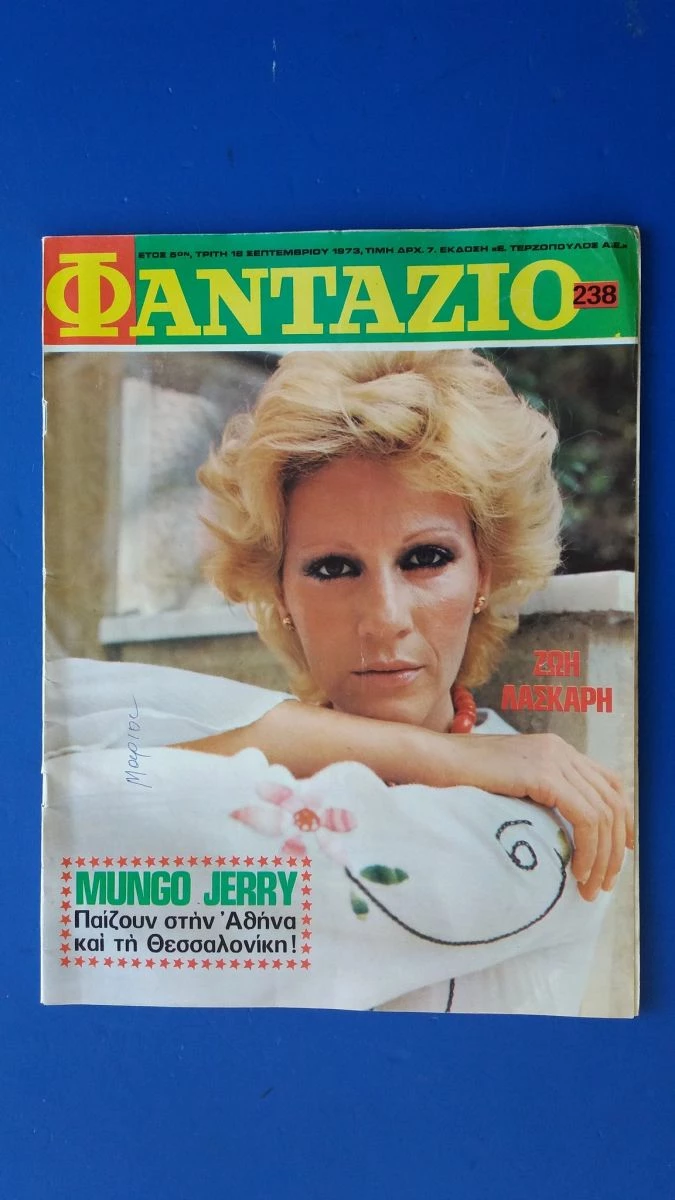 ΕΤΟΣ 5ον, ΤΡΙΤΗ 18 ΣΕΠΤΕΜΒΡΙΟΥ 1973, ΤΙΜΗ ΔΡΧ. 7. ΕΚΔΟΣΗ «Ε. ΤΕΡΖΟΠΟΥΛΟΣ Α.Ε.»
ΦΑΝΤΑΖΙΟ
238
ΖΩΗ
ΛΑΣΚΑΡΗ
Μάριος
MUNGO JERRY
Παίζουν στὴν Ἀθήνα
καὶ τὴ Θεσσαλονίκη!